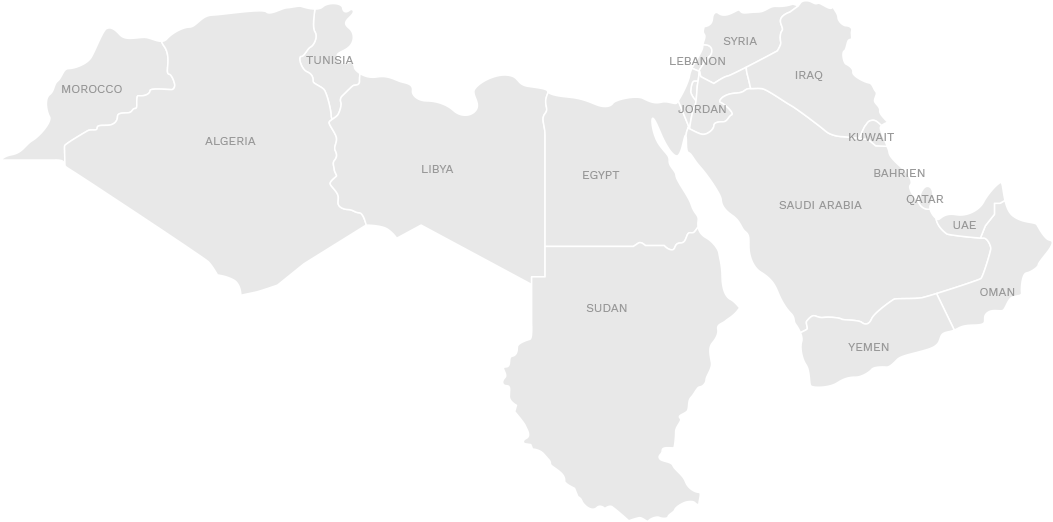 SYRIA
LEBANON
TUNISIA
IRAQ
MOROCCO
JORDAN
ALGERIA
KUWAIT
LIBYA
EGYPT
BAHRIEN
QATAR
SAUDI ARABIA
UAE
OMAN
SUDAN
YEMEN